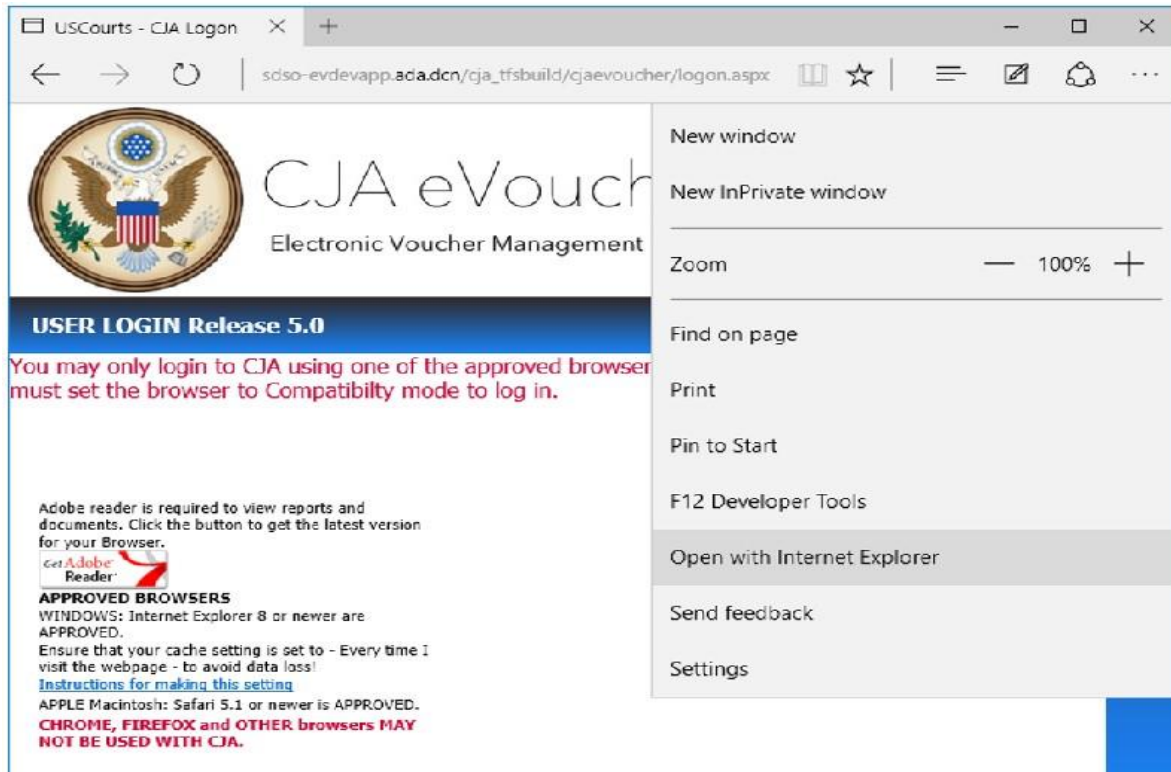 USCourts - CJA Logon
sdso-evdevapp.ada.dcn/cja_tfsbuild/cjaevoucher/logon.aspx
New window
New InPrivate window
Zoom 100%
Find on page
Print
Pin to Start
F12 Developer Tools
Open with Internet Explorer
Send feedback
Settings
CJA eVouch
Electronic Voucher Management
USER LOGIN Release 5.0
You may only login to CJA using one of the approved browser
must set the browser to Compatibilty mode to log in.
Adobe reader is required to view reports and
documents. Click the button to get the latest version
for your Browser.
Get Adobe
Reader
APPROVED BROWSERS
WINDOWS: Internet Explorer 8 or newer are
APPROVED.
Ensure that your cache setting is set to - Every time I
visit the webpage - to avoid data loss!
Instructions for making this setting
APPLE Macintosh: Safari 5.1 or newer is APPROVED.
CHROME, FIREFOX and OTHER browsers MAY
NOT BE USED WITH CJA.